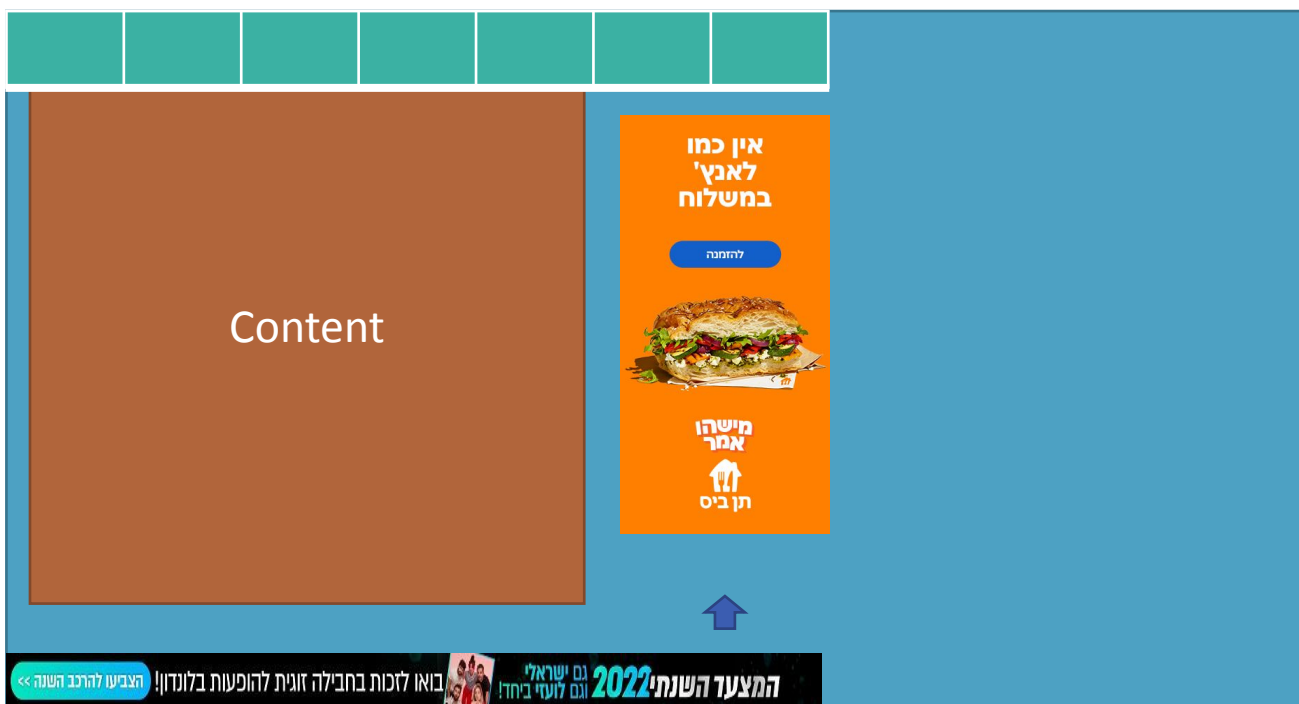 Content
אין כמו
לאנץ'
במשלוח
להזמנה
מישהו
אמר
תן ביס
המצעד השנתי 2022
גם ישראלי
וגם לועזי ביחד!
בואו לזכות בחבילה זוגית להופעות בלונדון!
הצביעו להרכב השנה >>